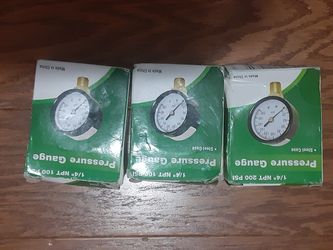 Made in China
• Steel Case
Pressure Gauge
1/4" NPT 100 PSI
Made in China
• Steel Case
Pressure Gauge
1/4" NPT 100 PSI
Made in China
• Steel Case
Pressure Gauge
1/4" NPT 200 PSI